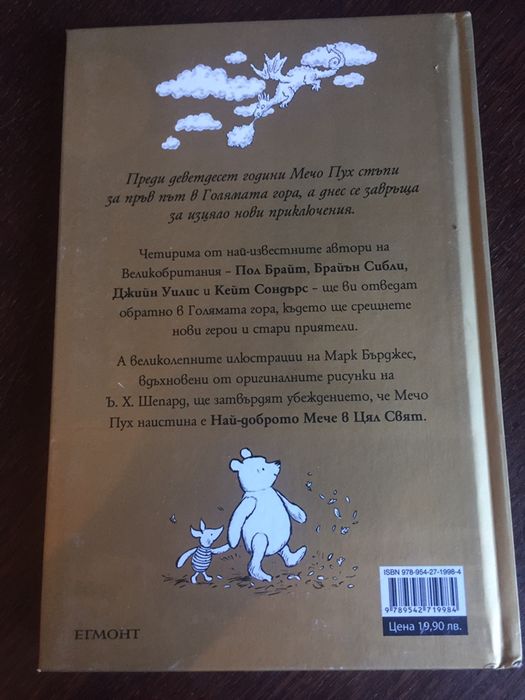 Преди деветдесет години Мечо Пух стъпи
за пръв път в Голямата гора, а днес се завръща
за изцяло нови приключения.
Четирима от най-известните автори на
Великобритания – Пол Брайт, Брайън Сибли,
Джийн Уилис и Кейт Сондърс – ще ви отведат
обратно в Голямата гора, където ще срещнете
нови герои и стари приятели.
А великолепните илюстрации на Марк Бърджес,
вдъхновени от оригиналните рисунки на
Ъ. Х. Шепард, ще затвърдят убеждението, че Мечо
Пух наистина е Най-доброто Мече в Цял Свят.
ISBN 978-954-27-1998-4
9 789542 719984
Цена 19,90 лв.
ЕГМОНТ